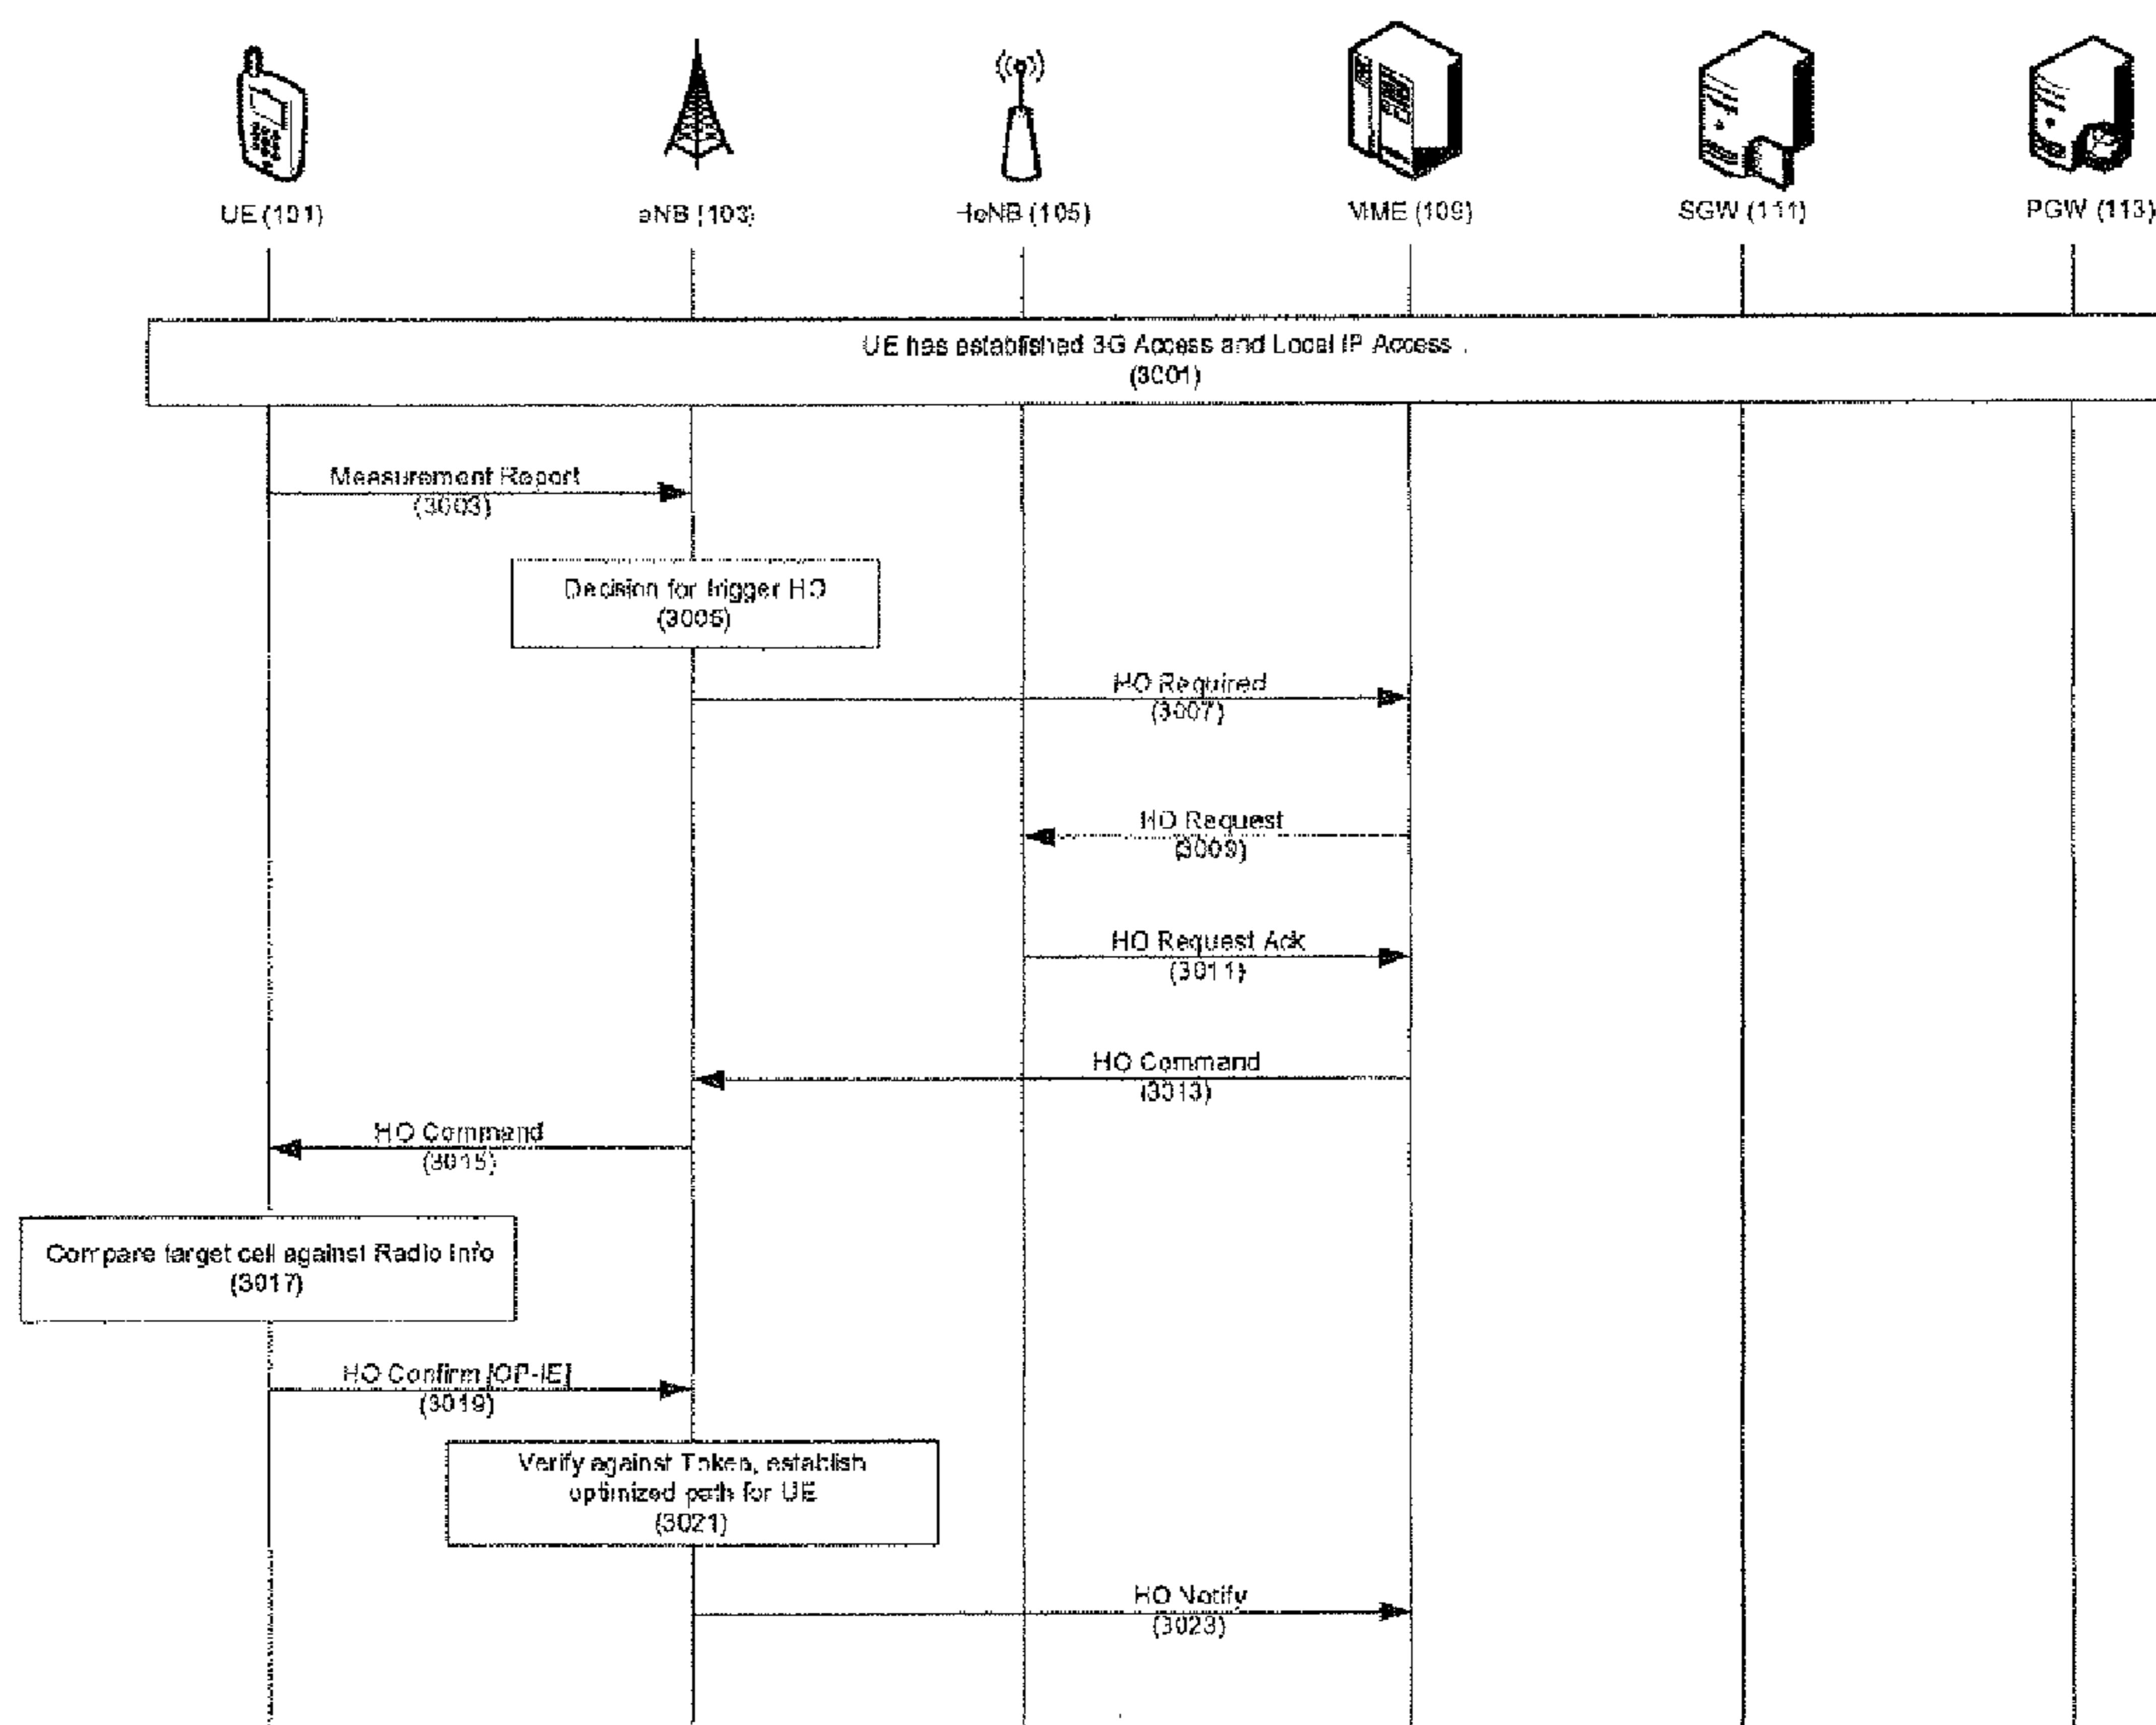 UE (101)
eNB (103)
HeNB (105)
MME (109)
SGW (111)
PGW (113)
UE has established 3G Access and Local IP Access .
(3001)
Measurement Report
(3003)
Decision for trigger HO
(3005)
HO Required
(3007)
HO Request
(3009)
HO Request Ack
(3011)
HO Command
(3013)
HO Command
(3015)
Compare target cell against Radio Info
(3017)
HO Confirm [OP-IE]
(3019)
Verify against Token, establish
optimized path for UE
(3021)
HO Notify
(3023)